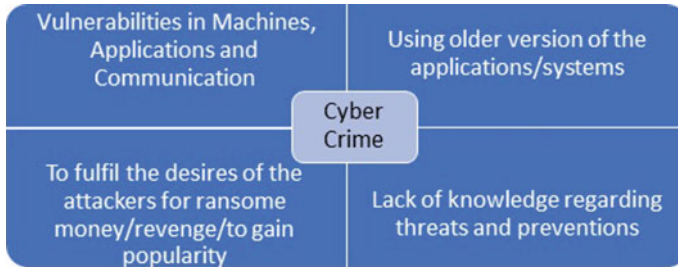 Vulnerabilities in Machines,
Applications and
Communication
Using older version of the
applications/systems
Cyber
Crime
To fulfil the desires of the
attackers for ransome
money/revenge/to gain
popularity
Lack of knowledge regarding
threats and preventions